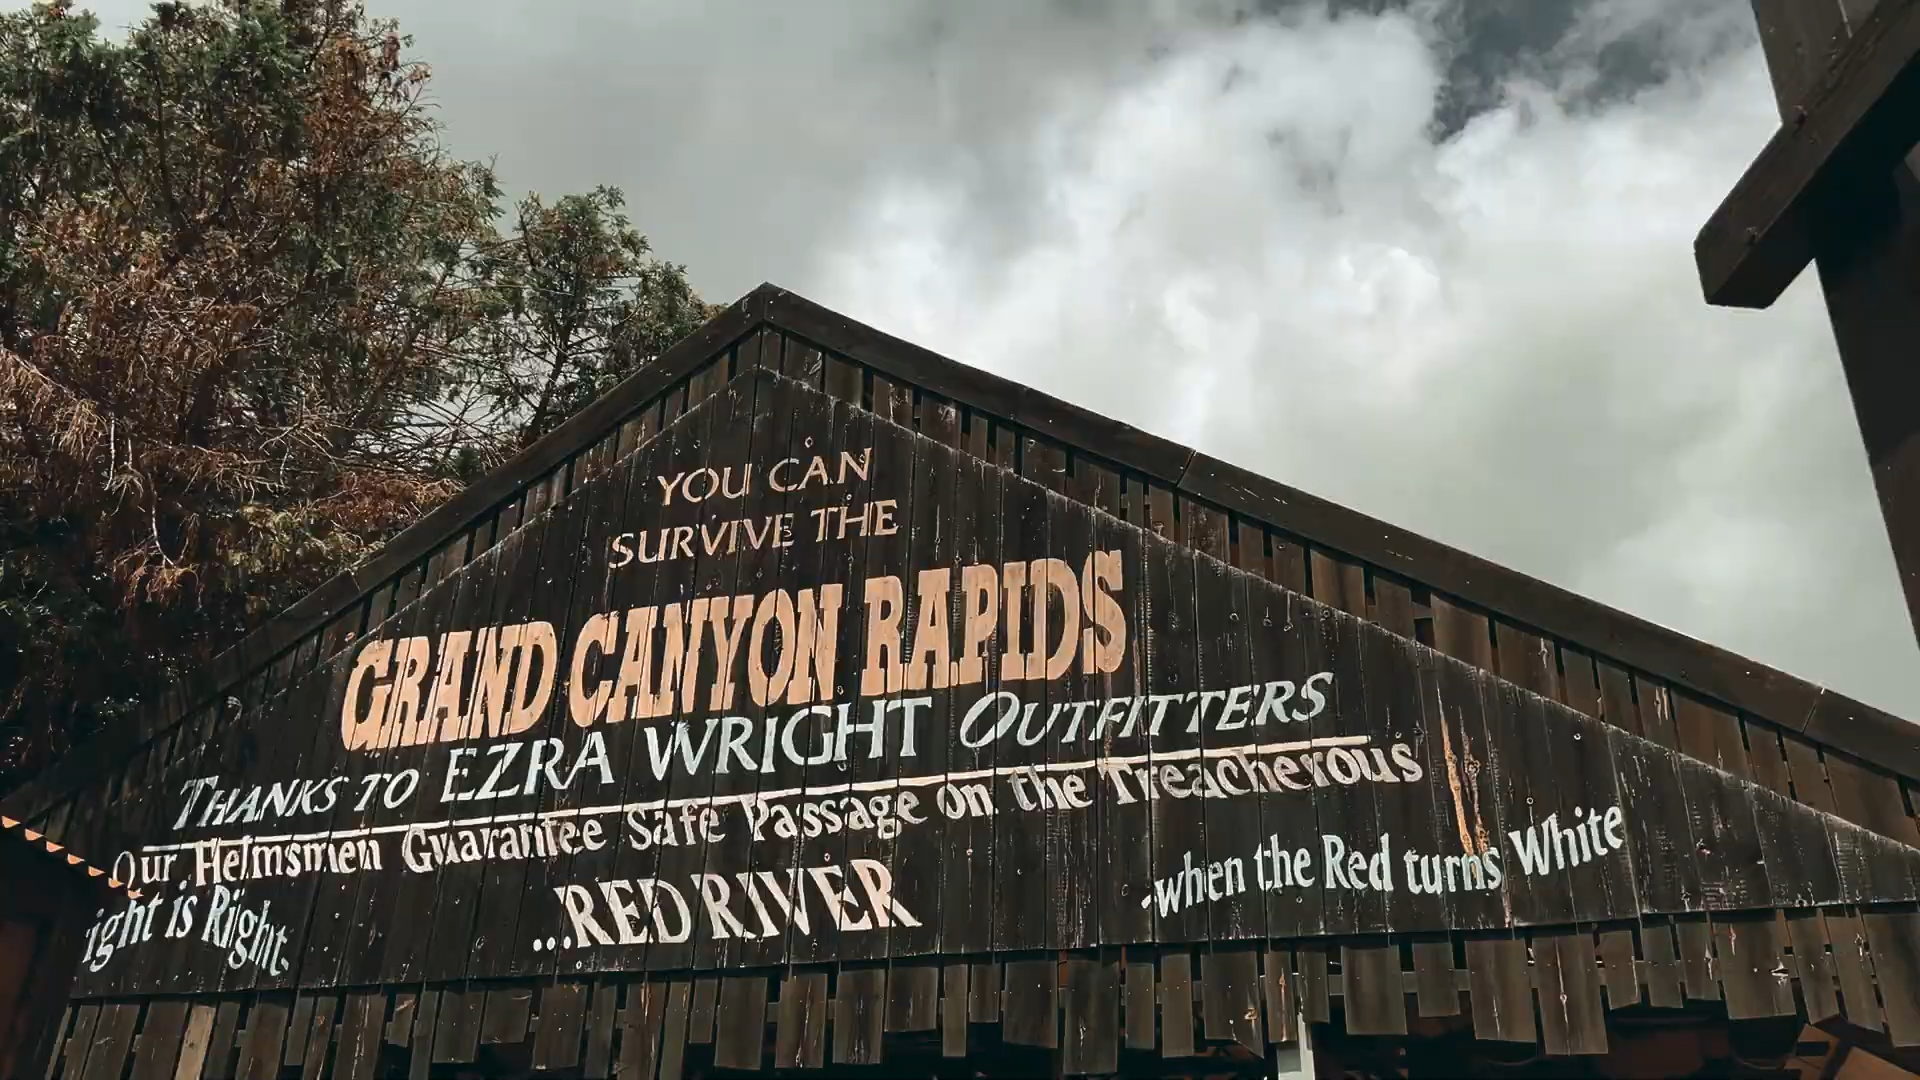 YOU CAN
SURVIVE THE
GRAND CANYON RAPIDS
THANKS TO EZRA WRIGHT OUTFITTERS
Our Helmsmen Guarantee Safe Passage on the Treacherous
...RED RIVER
ight is Right.
-when the Red turns White